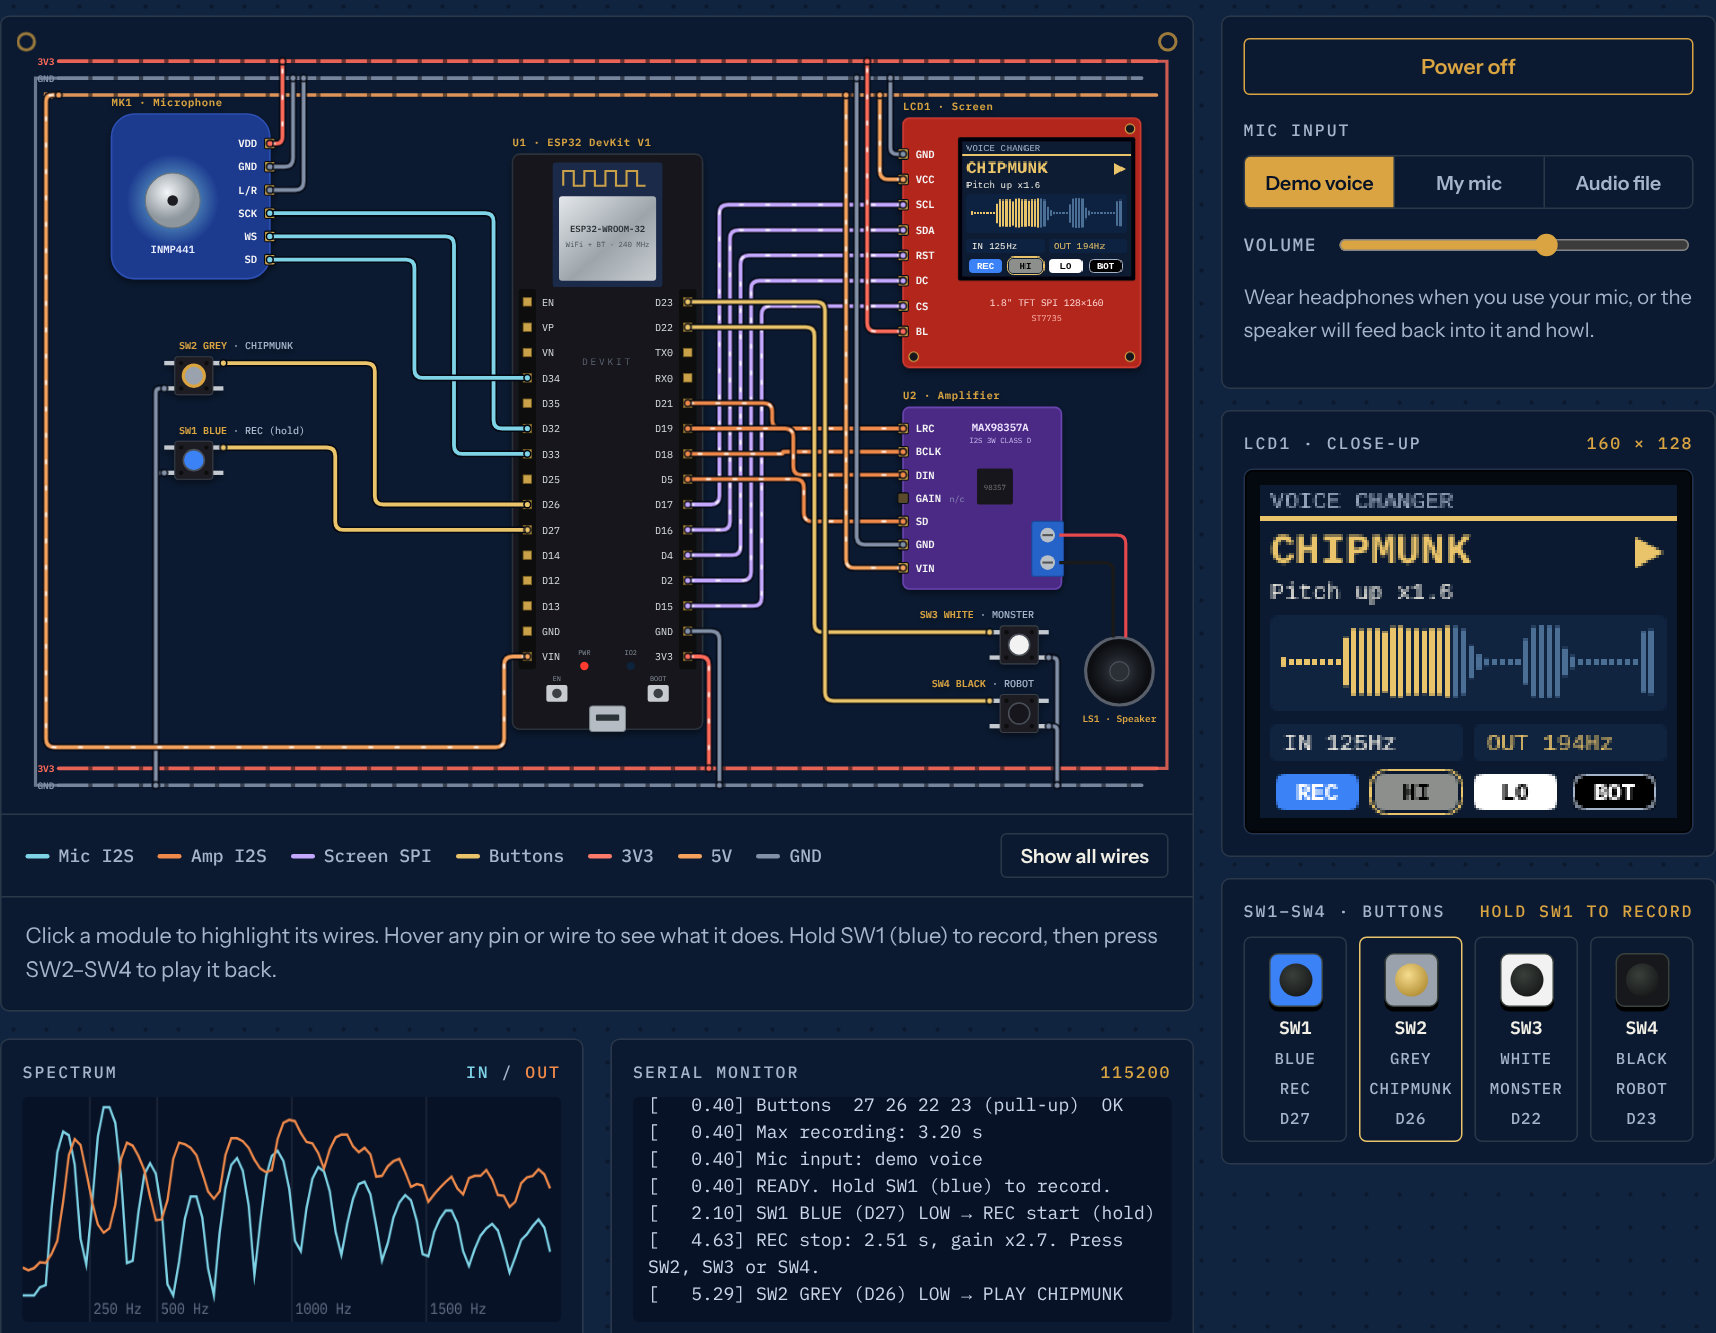 3V3
GND
MK1 · Microphone
VDD
GND
L/R
SCK
WS
SD
INMP441
SW2 GREY · CHIPMUNK
SW1 BLUE · REC (hold)
U1 · ESP32 DevKit V1
ESP32-WROOM-32
WiFi + BT · 240 MHz
DEVKIT
EN D23
VP D22
VN TX0
D34 RX0
D35 D21
D32 D19
D33 D18
D25 D5
D26 D17
D27 D16
D14 D4
D12 D2
D13 D15
GND GND
VIN PWR IO2 3V3
EN BOOT
LCD1 · Screen
GND
VCC
SCL
SDA
RST
DC
CS
BL
VOICE CHANGER
CHIPMUNK
Pitch up x1.6
IN 125Hz OUT 194Hz
REC HI LO BOT
1.8" TFT SPI 128×160
ST7735
U2 · Amplifier
LRC
BCLK
DIN
GAIN n/c
SD
GND
VIN
MAX98357A
I2S 3W CLASS D
98357
SW3 WHITE · MONSTER
SW4 BLACK · ROBOT
LS1 · Speaker
3V3
GND
Mic I2S Amp I2S Screen SPI Buttons 3V3 5V GND
Show all wires
Click a module to highlight its wires. Hover any pin or wire to see what it does. Hold SW1 (blue) to record, then press
SW2–SW4 to play it back.
SPECTRUM IN / OUT
250 Hz 500 Hz 1000 Hz 1500 Hz
SERIAL MONITOR 115200
[ 0.40] Buttons 27 26 22 23 (pull-up) OK
[ 0.40] Max recording: 3.20 s
[ 0.40] Mic input: demo voice
[ 0.40] READY. Hold SW1 (blue) to record.
[ 2.10] SW1 BLUE (D27) LOW → REC start (hold)
[ 4.63] REC stop: 2.51 s, gain x2.7. Press
SW2, SW3 or SW4.
[ 5.29] SW2 GREY (D26) LOW → PLAY CHIPMUNK
Power off
MIC INPUT
Demo voice My mic Audio file
VOLUME
Wear headphones when you use your mic, or the
speaker will feed back into it and howl.
LCD1 · CLOSE-UP 160 × 128
VOICE CHANGER
CHIPMUNK
Pitch up x1.6
IN 125Hz OUT 194Hz
REC HI LO BOT
SW1–SW4 · BUTTONS HOLD SW1 TO RECORD
SW1 SW2 SW3 SW4
BLUE GREY WHITE BLACK
REC CHIPMUNK MONSTER ROBOT
D27 D26 D22 D23